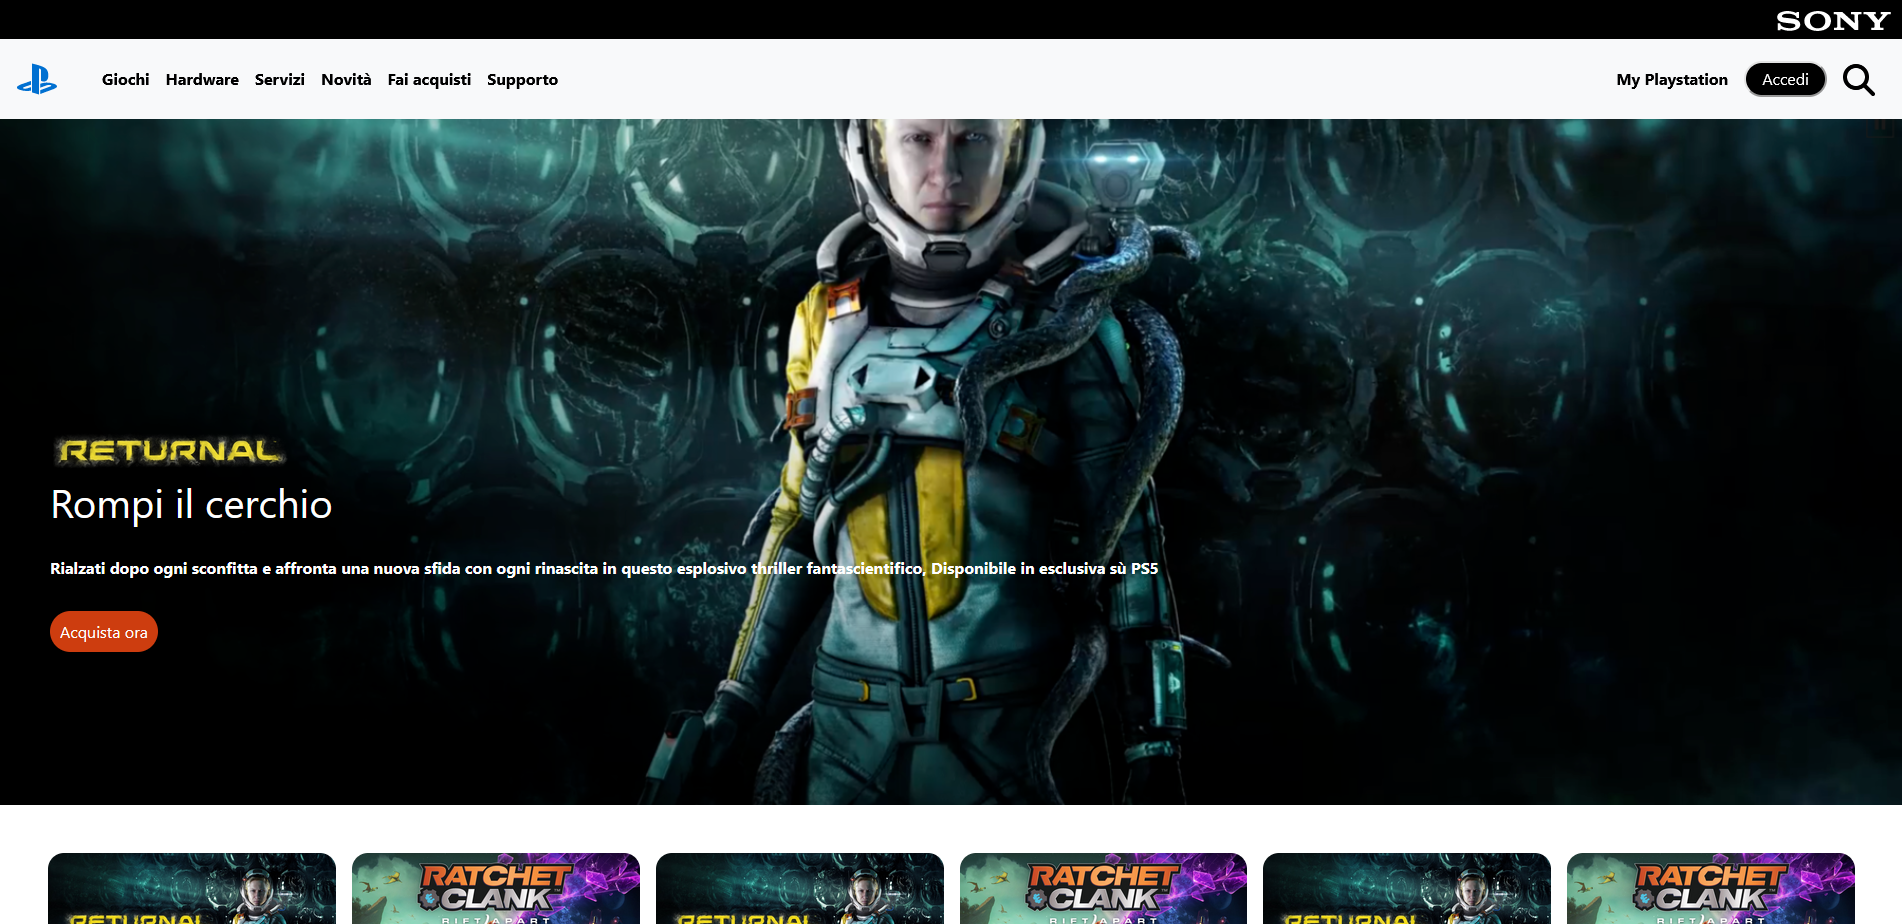 SONY
Giochi Hardware Servizi Novità Fai acquisti Supporto My Playstation Accedi
RETURNAL
Rompi il cerchio
Rialzati dopo ogni sconfitta e affronta una nuova sfida con ogni rinascita in questo esplosivo thriller fantascientifico, Disponibile in esclusiva sù PS5
Acquista ora
RETURNAL
RATCHET
CLANK
RIFT APART
RETURNAL
RATCHET
CLANK
RIFT APART
RETURNAL
RATCHET
CLANK
RIFT APART